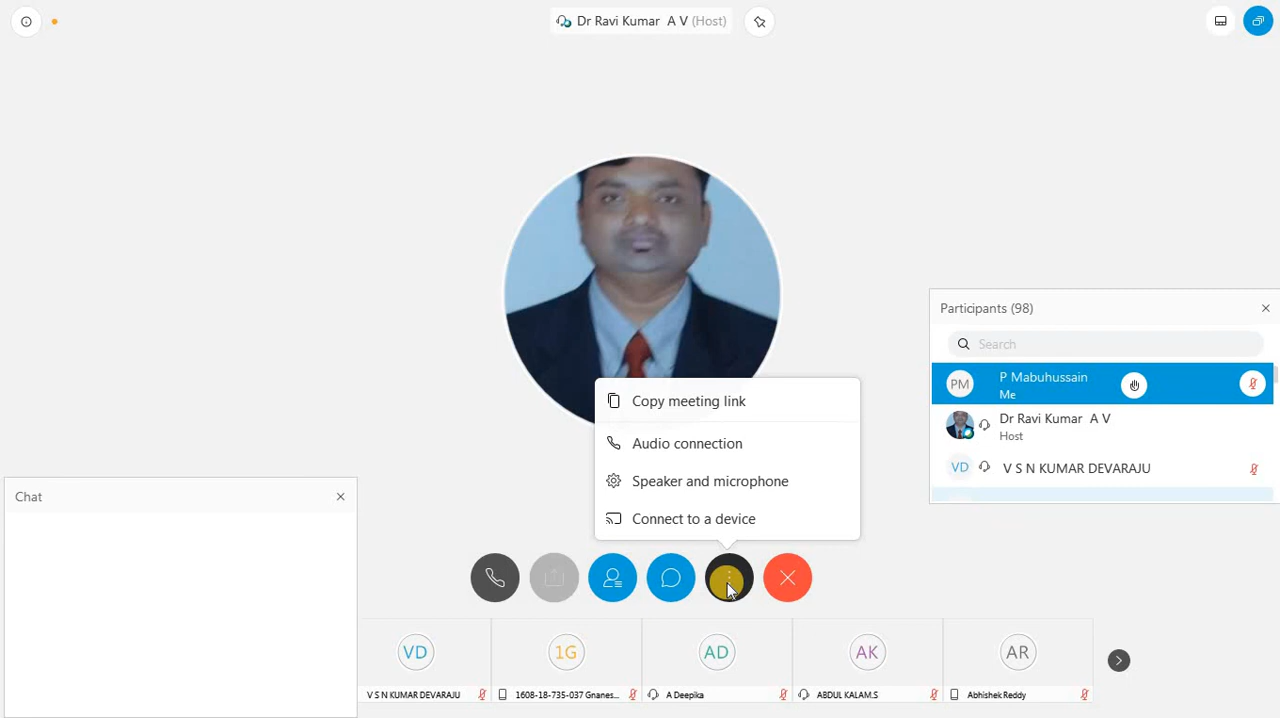 Dr Ravi Kumar A V (Host)
Participants (98)
Search
PM
P Mabuhussain
Me
Dr Ravi Kumar A V
Host
VD
V S N KUMAR DEVARAJU
Copy meeting link
Audio connection
Speaker and microphone
Connect to a device
Chat
VD
V S N KUMAR DEVARAJU
1G
1608-18-735-037 Gnanes...
AD
A Deepika
AK
ABDUL KALAM.S
AR
Abhishek Reddy